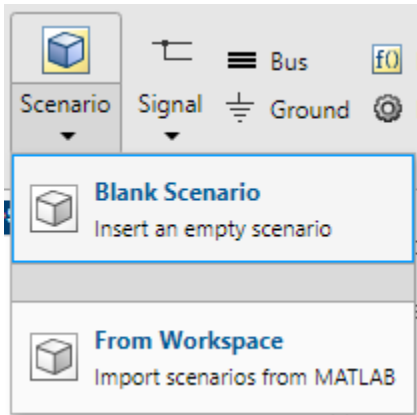 Scenario
Signal
Bus
f()
Ground
Blank Scenario
Insert an empty scenario
From Workspace
Import scenarios from MATLAB